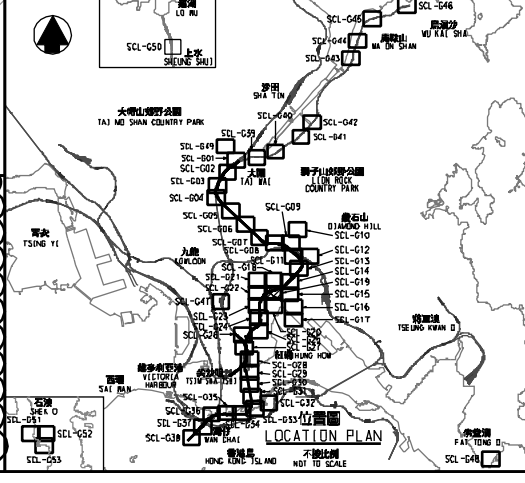 LO WU
SCL-G50
上水
SHEUNG SHUI
SCL-G46
SCL-G45
烏溪沙
WU KAI SHA
SCL-G44
馬鞍山
MA ON SHAN
SCL-G43
沙田
SHA TIN
大帽山郊野公園
TAI MO SHAN COUNTRY PARK
SCL-G40
SCL-G42
SCL-G39
SCL-G41
SCL-G49
SCL-G01
大圍
TAI WAI
SCL-G02
獅子山郊野公園
LION ROCK
COUNTRY PARK
SCL-G03
SCL-G04
SCL-G09
SCL-G05
鑽石山
DIAMOND HILL
SCL-G06
SCL-G10
青衣
TSING YI
SCL-G07
SCL-G08
SCL-G11
SCL-G12
九龍
KOWLOON
SCL-G13
SCL-G18
SCL-G14
SCL-G21
SCL-G19
SCL-G22
SCL-G15
SCL-G47
SCL-G16
SCL-G23
SCL-G17
將軍澳
TSEUNG KWAN O
SCL-G24
SCL-G20
SCL-G26
SCL-G27
紅磡
HUNG HOM
維多利亞港
VICTORIA
HARBOUR
尖沙咀
SCL-G28
SCL-G29
西環
SAI WAN
SCL-G30
SCL-G31
SCL-G35
SCL-G32
石澳
SHEK O
SCL-G36
SCL-G34
SCL-G33
SCL-G37
灣仔
WAN CHAI
SCL-G38
位置圖
LOCATION PLAN
SCL-G51
SCL-G52
SCL-G53
香港島
HONG KONG ISLAND
不按比例
NOT TO SCALE
佛堂澳
FAT TONG O
SCL-G48